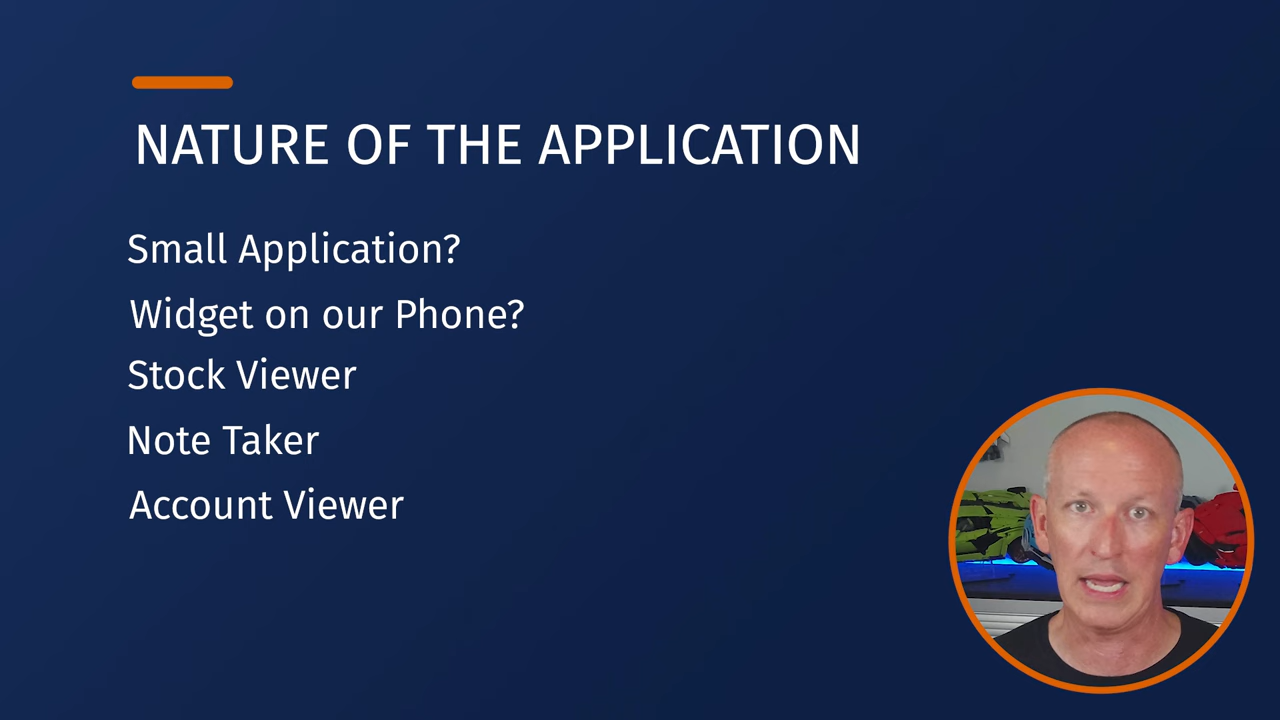 NATURE OF THE APPLICATION
Small Application?
Widget on our Phone?
Stock Viewer
Note Taker
Account Viewer